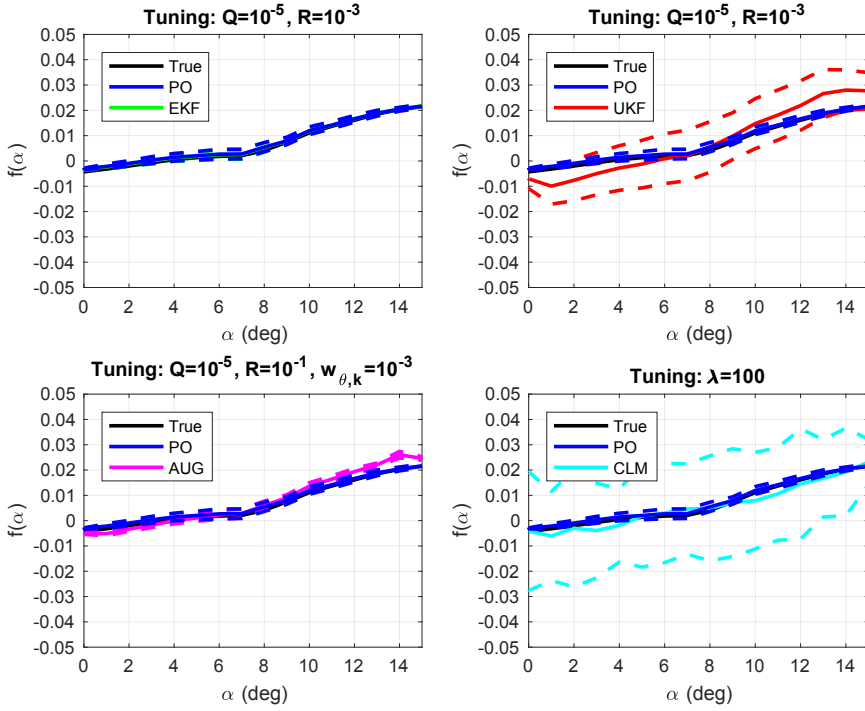 Tuning: Q=10^-5, R=10^-3
0.05
0.04
0.03
0.02
0.01
0
-0.01
-0.02
-0.03
-0.04
-0.05
f(α)
True
PO
EKF
0 2 4 6 8 10 12 14
α (deg)
Tuning: Q=10^-5, R=10^-3
0.05
0.04
0.03
0.02
0.01
0
-0.01
-0.02
-0.03
-0.04
-0.05
f(α)
True
PO
UKF
0 2 4 6 8 10 12 14
α (deg)
Tuning: Q=10^-5, R=10^-1, w_θ,k=10^-3
0.05
0.04
0.03
0.02
0.01
0
-0.01
-0.02
-0.03
-0.04
-0.05
f(α)
True
PO
AUG
0 2 4 6 8 10 12 14
α (deg)
Tuning: λ=100
0.05
0.04
0.03
0.02
0.01
0
-0.01
-0.02
-0.03
-0.04
-0.05
f(α)
True
PO
CLM
0 2 4 6 8 10 12 14
α (deg)